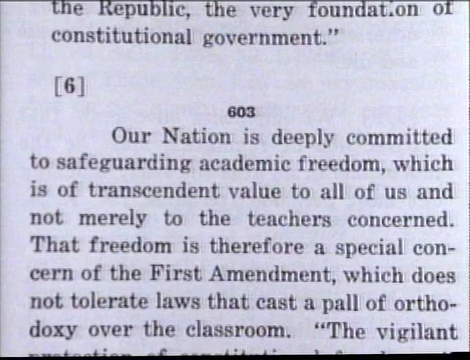 the Republic, the very foundation of
constitutional government."
[6]
603
Our Nation is deeply committed
to safeguarding academic freedom, which
is of transcendent value to all of us and
not merely to the teachers concerned.
That freedom is therefore a special con-
cern of the First Amendment, which does
not tolerate laws that cast a pall of ortho-
doxy over the classroom. "The vigilant
protection of constitutional